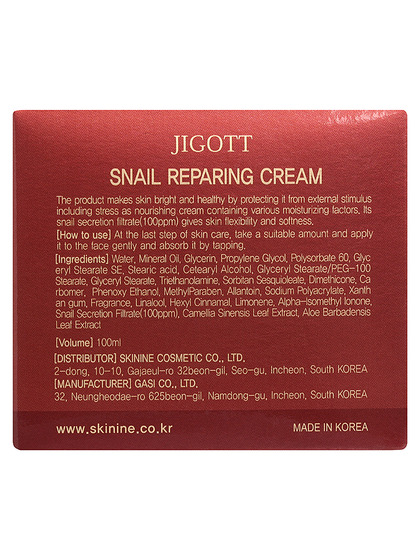 JIGOTT
SNAIL REPARING CREAM
The product makes skin bright and healthy by protecting it from external stimulus
including stress as nourishing cream containing various moisturizing factors, Its
snail secretion filtrate(100ppm) gives skin flexibility and softness.
[How to use] At the last step of skin care, take a suitable amount and apply
it to the face gently and absorb it by tapping.
[Ingredients] Water, Mineral Oil, Glycerin, Propylene Glycol, Polysorbate 60, Glyc
eryl Stearate SE, Stearic acid, Cetearyl Alcohol, Glyceryl Stearate/PEG-100
Stearate, Glyceryl Stearate, Triethanolamine, Sorbitan Sesquioleate, Dimethicone, Ca
rbomer, Phenoxy Ethanol, MethylParaben, Allantoin, Sodium Polyacrylate, Xanth
an gum, Fragrance, Linalool, Hexyl Cinnamal, Limonene, Alpha-Isomethyl Ionone,
Snail Secretion Filtrate(100ppm), Camellia Sinensis Leaf Extract, Aloe Barbadensis
Leaf Extract
[Volume] 100ml
[DISTRIBUTOR] SKININE COSMETIC CO., LTD.
2-dong, 10-10, Gajaeul-ro 32beon-gil, Seo-gu, Incheon, South KOREA
[MANUFACTURER] GASI CO., LTD.
32, Neungheodae-ro 625beon-gil, Namdong-gu, Incheon, South KOREA
www.skinine.co.kr
MADE IN KOREA